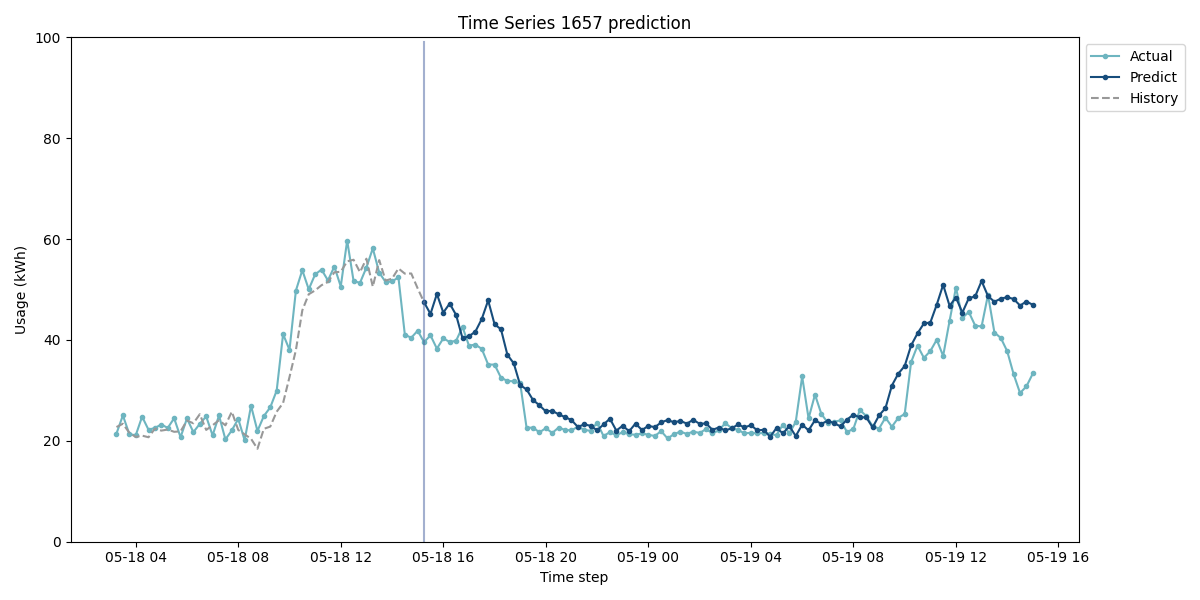 Time Series 1657 prediction
Actual
Predict
History
Usage (kWh)
100
80
60
40
20
0
05-18 04
05-18 08
05-18 12
05-18 16
05-18 20
05-19 00
05-19 04
05-19 08
05-19 12
05-19 16
Time step